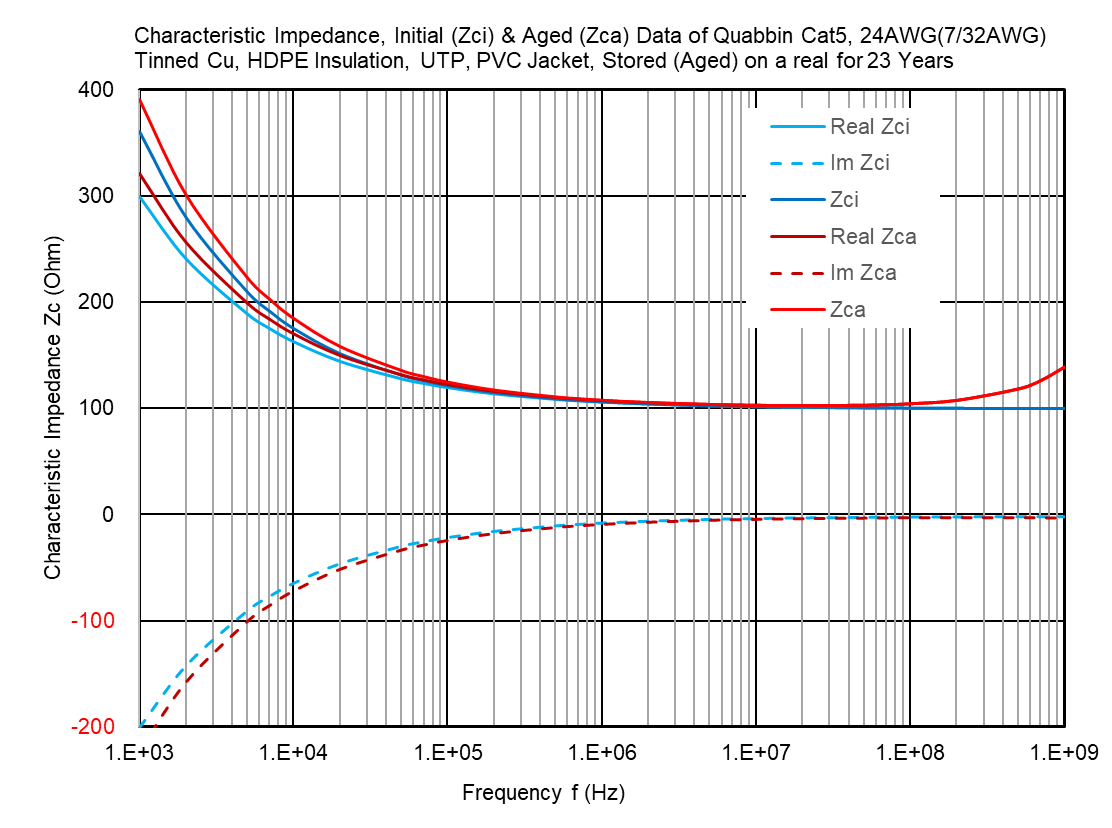 Characteristic Impedance, Initial (Zci) & Aged (Zca) Data of Quabbin Cat5, 24AWG(7/32AWG)
Tinned Cu, HDPE Insulation, UTP, PVC Jacket, Stored (Aged) on a real for 23 Years
400
300
200
100
0
-100
-200
Characteristic Impedance Zc (Ohm)
Real Zci
Im Zci
Zci
Real Zca
Im Zca
Zca
1.E+03 1.E+04 1.E+05 1.E+06 1.E+07 1.E+08 1.E+09
Frequency f (Hz)